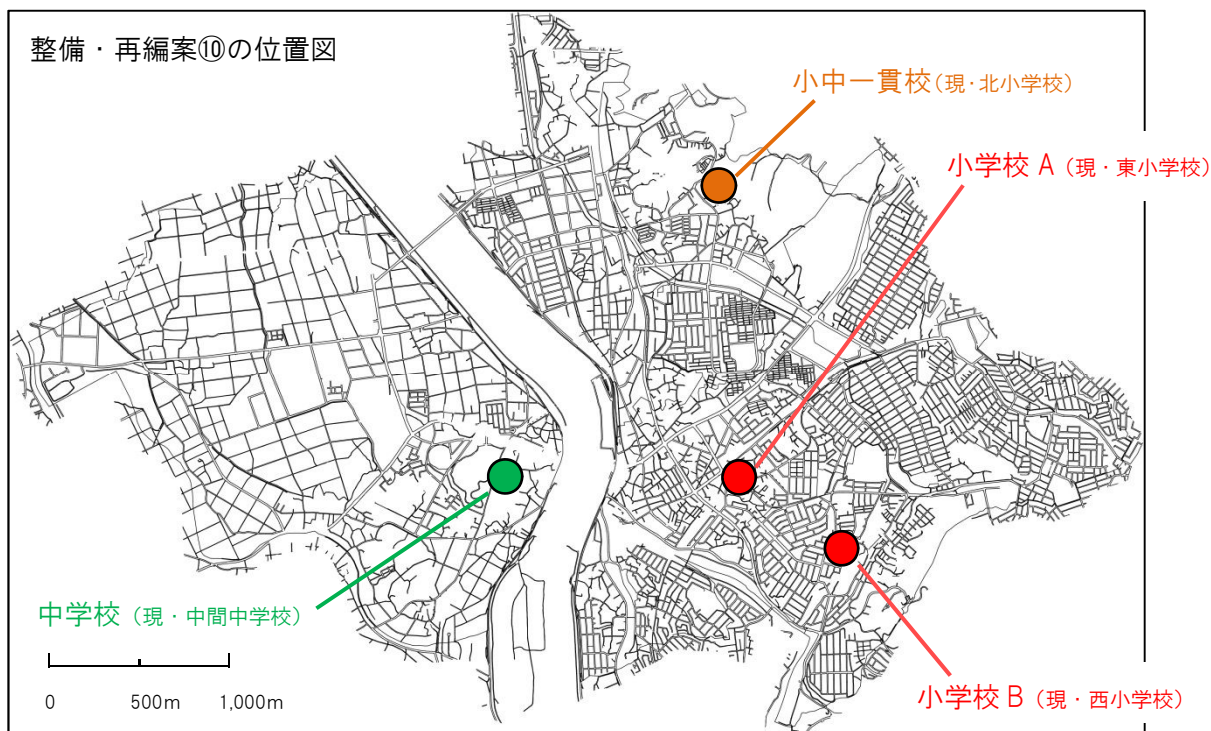 整備・再編案⑩の位置図
小中一貫校(現・北小学校)
小学校 A (現・東小学校)
中学校 (現・中間中学校)
小学校 B (現・西小学校)
0 500m 1,000m